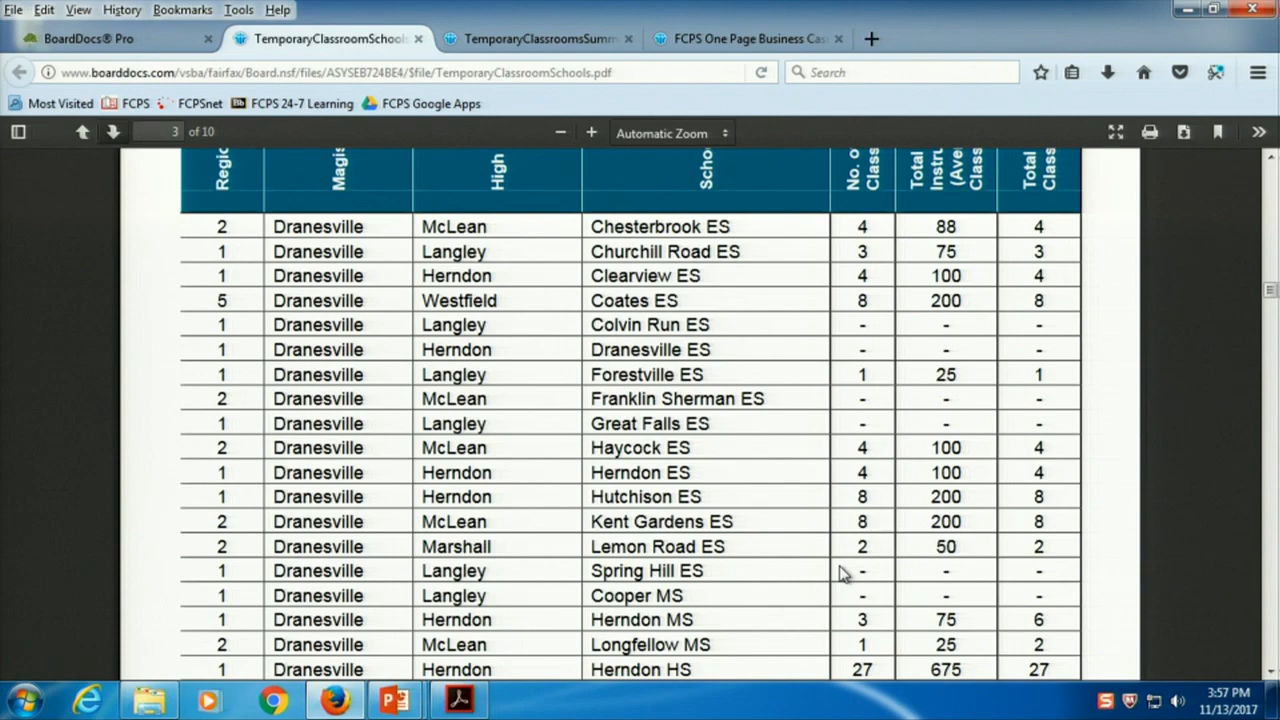 File Edit View History Bookmarks Tools Help
BoardDocs® Pro × TemporaryClassroomSchools × TemporaryClassroomsSumm × FCPS One Page Business Cas × +
www.boarddocs.com/vsba/fairfax/Board.nsf/files/ASYSEB724BE4/$file/TemporaryClassroomSchools.pdf Search
Most Visited FCPS FCPSnet Bb FCPS 24-7 Learning FCPS Google Apps
3 of 10 Automatic Zoom
Regio Magis High Schoo No. of Class Total Instru (Aver Class Total Class
2 Dranesville McLean Chesterbrook ES 4 88 4
1 Dranesville Langley Churchill Road ES 3 75 3
1 Dranesville Herndon Clearview ES 4 100 4
5 Dranesville Westfield Coates ES 8 200 8
1 Dranesville Langley Colvin Run ES - - -
1 Dranesville Herndon Dranesville ES - - -
1 Dranesville Langley Forestville ES 1 25 1
2 Dranesville McLean Franklin Sherman ES - - -
1 Dranesville Langley Great Falls ES - - -
2 Dranesville McLean Haycock ES 4 100 4
1 Dranesville Herndon Herndon ES 4 100 4
1 Dranesville Herndon Hutchison ES 8 200 8
2 Dranesville McLean Kent Gardens ES 8 200 8
2 Dranesville Marshall Lemon Road ES 2 50 2
1 Dranesville Langley Spring Hill ES - - -
1 Dranesville Langley Cooper MS - - -
1 Dranesville Herndon Herndon MS 3 75 6
2 Dranesville McLean Longfellow MS 1 25 2
1 Dranesville Herndon Herndon HS 27 675 27
3:57 PM
11/13/2017